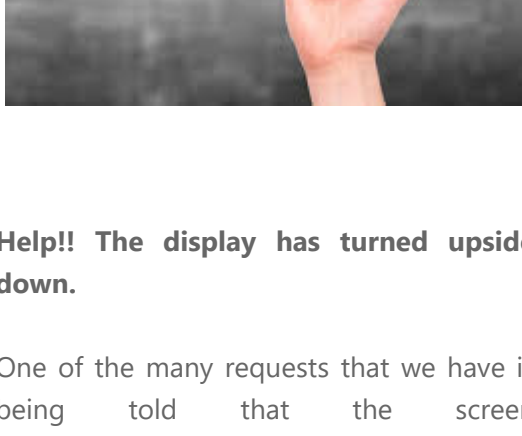 Help!! The display has turned upside
down.
One of the many requests that we have i
being told that the screen